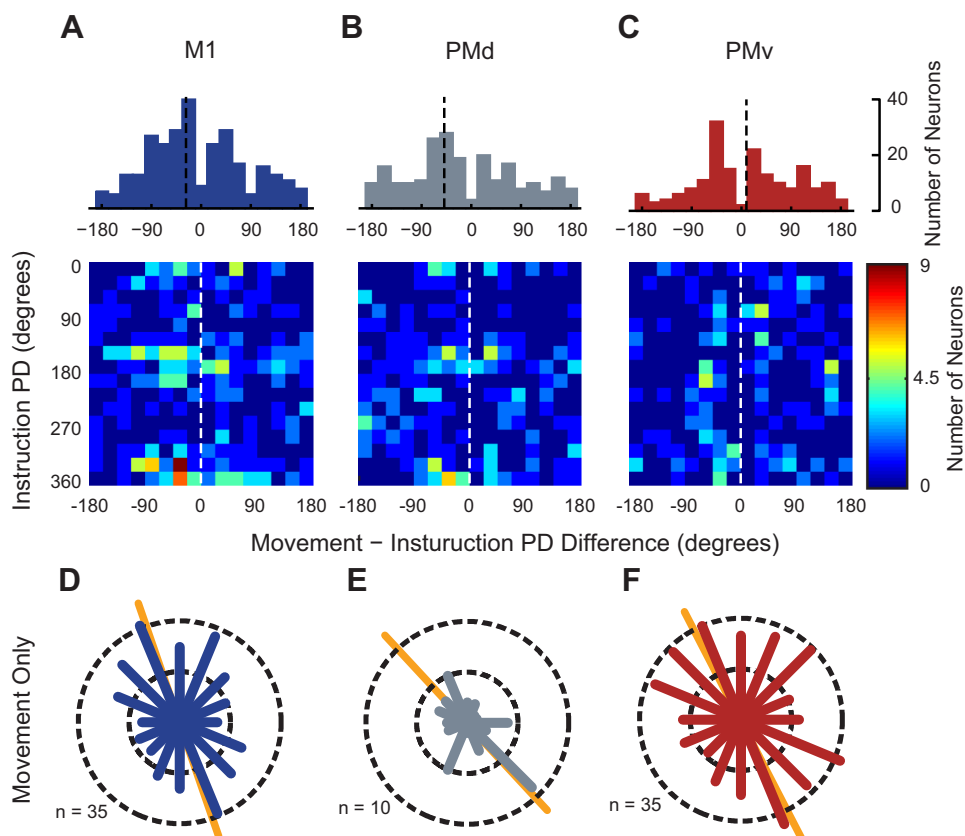 A B C
M1 PMd PMv
40
20
0
Number of Neurons
−180 -90 0 90 180 −180 -90 0 90 180 −180 -90 0 90 180
0
90
180
270
360
Instruction PD (degrees)
9
4.5
0
Number of Neurons
-180 -90 0 90 180 -180 -90 0 90 180 -180 -90 0 90 180
Movement − Insturuction PD Difference (degrees)
D E F
Movement Only
n = 35 n = 10 n = 35